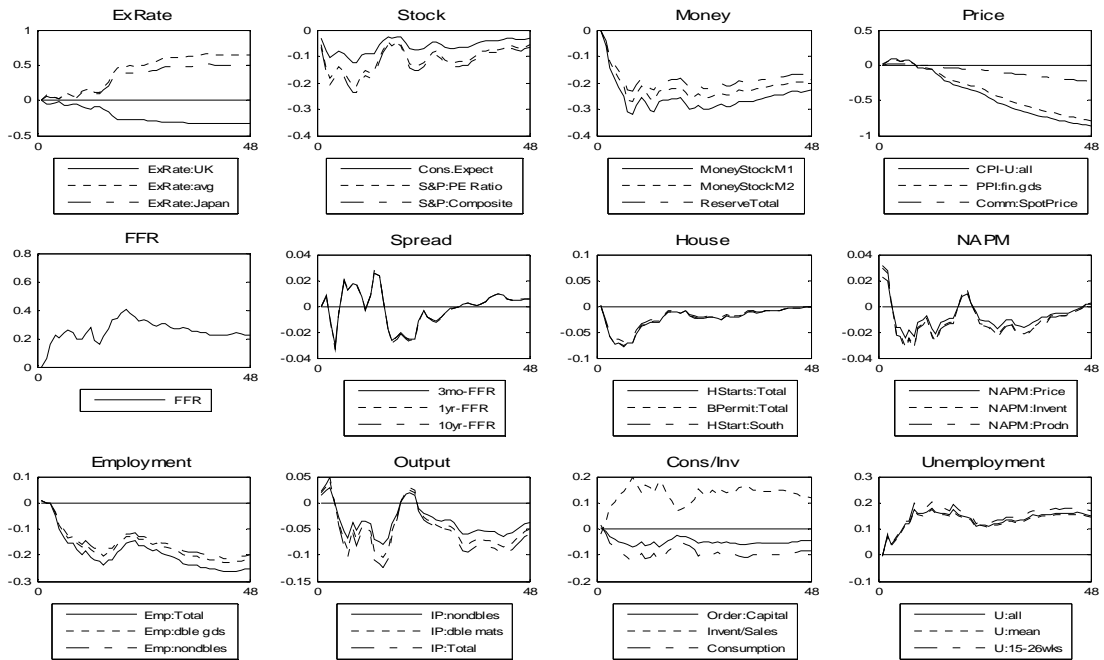 ExRate
1
0.5
0
-0.5
0
48
ExRate:UK
ExRate:avg
ExRate:Japan
Stock
0
-0.1
-0.2
-0.3
-0.4
0
48
Cons.Expect
S&P:PE Ratio
S&P:Composite
Money
0
-0.1
-0.2
-0.3
-0.4
0
48
MoneyStock:M1
MoneyStock:M2
ReserveTotal
Price
0.5
0
-0.5
-1
0
48
CPI-U:all
PPI:fin.gds
Comm:SpotPrice
FFR
0.8
0.6
0.4
0.2
0
0
48
FFR
Spread
0.04
0.02
0
-0.02
-0.04
0
48
3mo-FFR
1yr-FFR
10yr-FFR
House
0.1
0.05
0
-0.05
-0.1
0
48
HStarts:Total
BPermit:Total
HStart:South
NAPM
0.04
0.02
0
-0.02
-0.04
0
48
NAPM:Price
NAPM:Invent
NAPM:Prodn
Employment
0.1
0
-0.1
-0.2
-0.3
0
48
Emp:Total
Emp:dble gds
Emp:nondbles
Output
0.05
0
-0.05
-0.1
-0.15
0
48
IP:nondbles
IP:dble mats
IP:Total
Cons/Inv
0.2
0.1
0
-0.1
-0.2
0
48
Order:Capital
Invent/Sales
Consumption
Unemployment
0.3
0.2
0.1
0
-0.1
0
48
U:all
U:mean
U:15-26wks